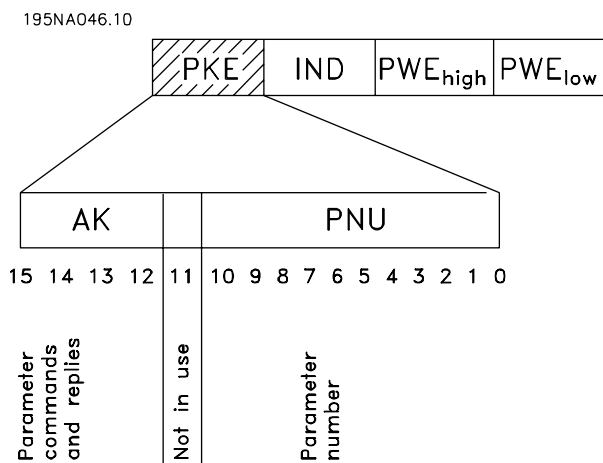 195NA046.10
PKE IND PWEhigh PWElow
AK PNU
15 14 13 12 11 10 9 8 7 6 5 4 3 2 1 0
Parameter
commands
and replies
Not in use
Parameter
number